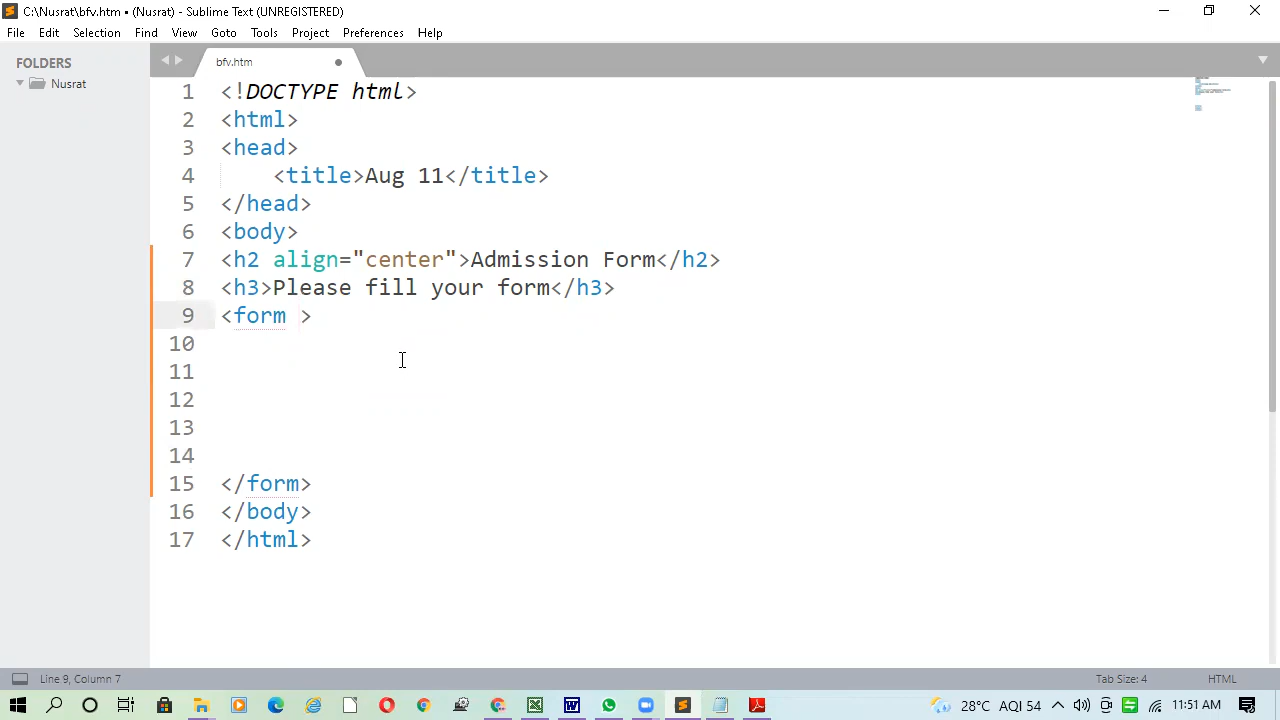 C:\Nusrat\bfv.htm • (Nusrat) - Sublime Text (UNREGISTERED)
File Edit Selection Find View Goto Tools Project Preferences Help
FOLDERS
Nusrat
bfv.htm
1 <!DOCTYPE html>
2 <html>
3 <head>
4     <title>Aug 11</title>
5 </head>
6 <body>
7 <h2 align="center">Admission Form</h2>
8 <h3>Please fill your form</h3>
9 <form >
10
11
12
13
14
15 </form>
16 </body>
17 </html>
Line 9, Column 7 Tab Size: 4 HTML
28°C AQI 54 11:51 AM